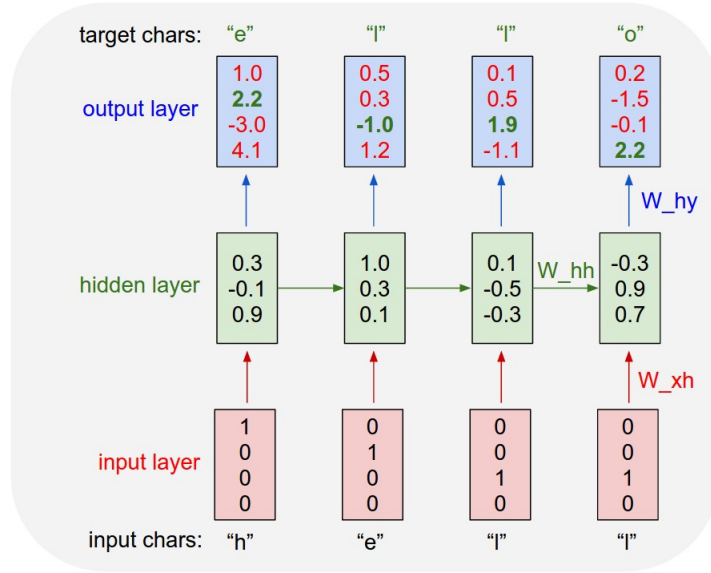 target chars: “e” “l” “l” “o”
1.0 0.5 0.1 0.2
2.2 0.3 0.5 -1.5
output layer
-3.0 -1.0 1.9 -0.1
4.1 1.2 -1.1 2.2
W_hy
0.3 1.0 0.1 W_hh -0.3
hidden layer -0.1 0.3 -0.5 0.9
0.9 0.1 -0.3 0.7
W_xh
1 0 0 0
0 1 0 0
input layer
0 0 1 1
0 0 0 0
input chars: “h” “e” “l” “l”